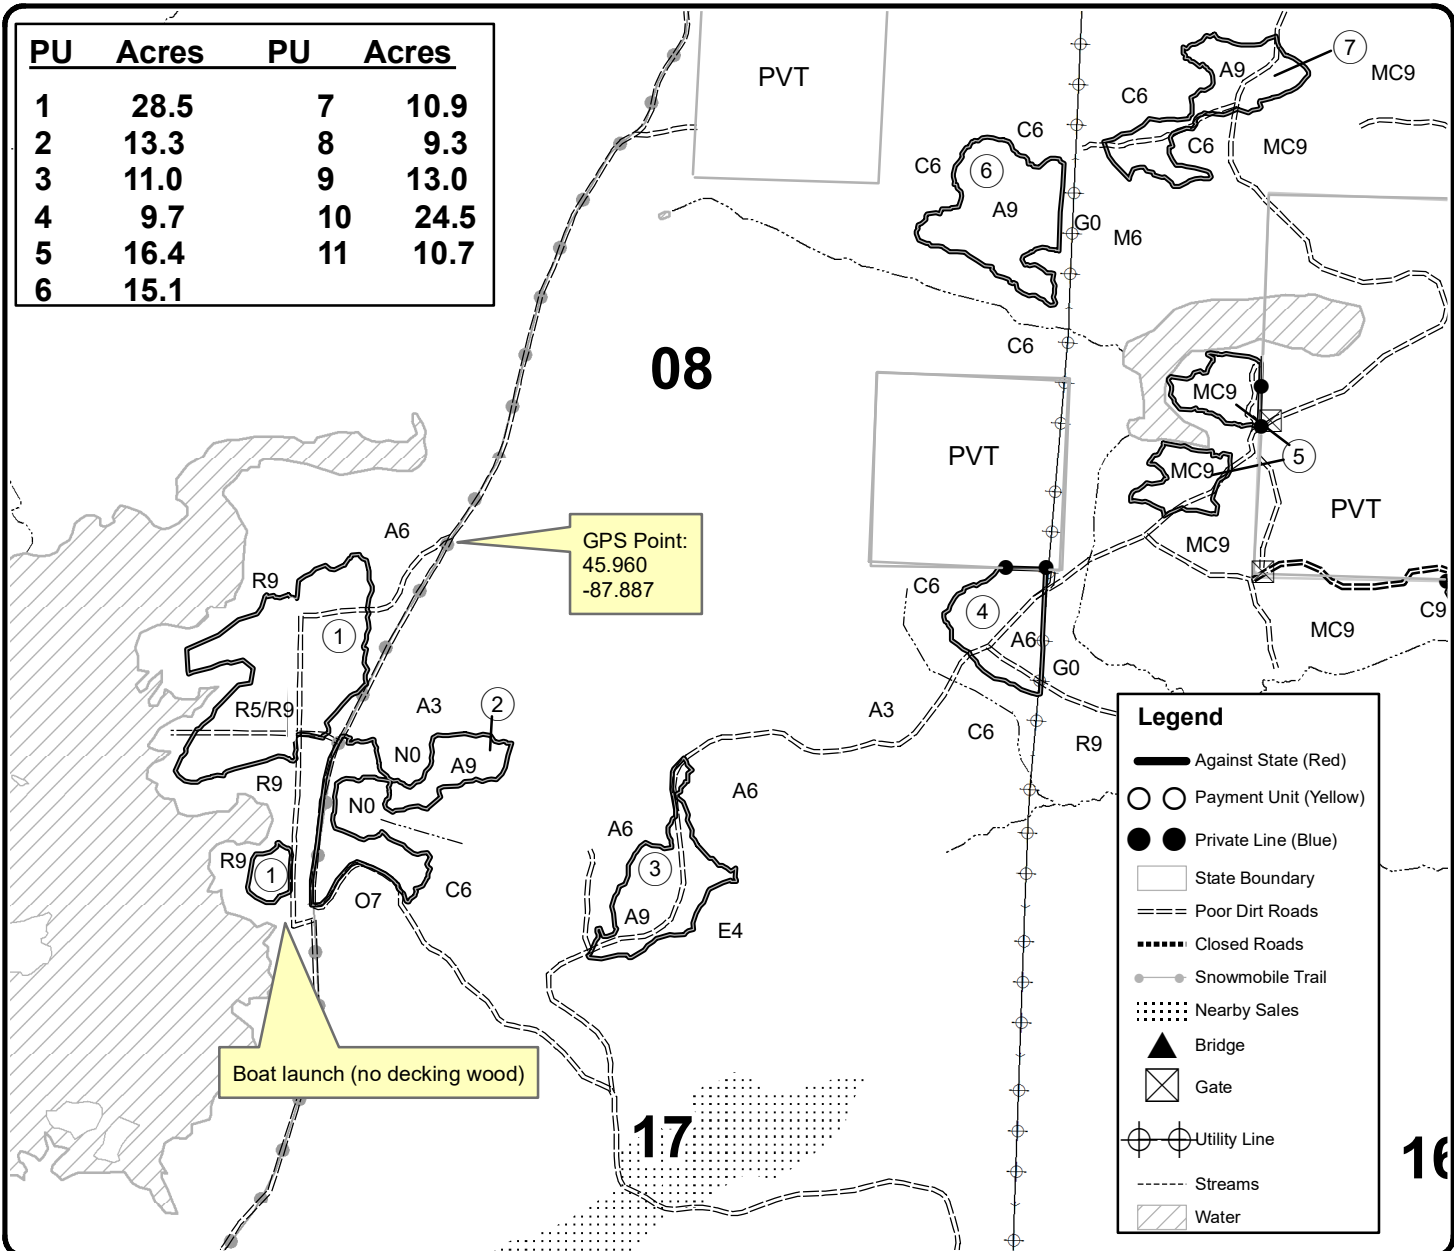 PU Acres PU Acres
1 28.5 7 10.9
2 13.3 8 9.3
3 11.0 9 13.0
4 9.7 10 24.5
5 16.4 11 10.7
6 15.1
PVT
7
A9
MC9
C6
C6
C6
MC9
C6
6
A9
G0
M6
C6
08
MC9
PVT
5
MC9
PVT
A6
GPS Point:
45.960
-87.887
MC9
R9
C6
4
C9
1
A6
MC9
G0
R5/R9
A3
2
A3
C6
R9
N0
A9
R9
N0
A6
A6
R9
1
3
O7
C6
A9
E4
Boat launch (no decking wood)
17
16
Legend
Against State (Red)
Payment Unit (Yellow)
Private Line (Blue)
State Boundary
Poor Dirt Roads
Closed Roads
Snowmobile Trail
Nearby Sales
Bridge
Gate
Utility Line
Streams
Water